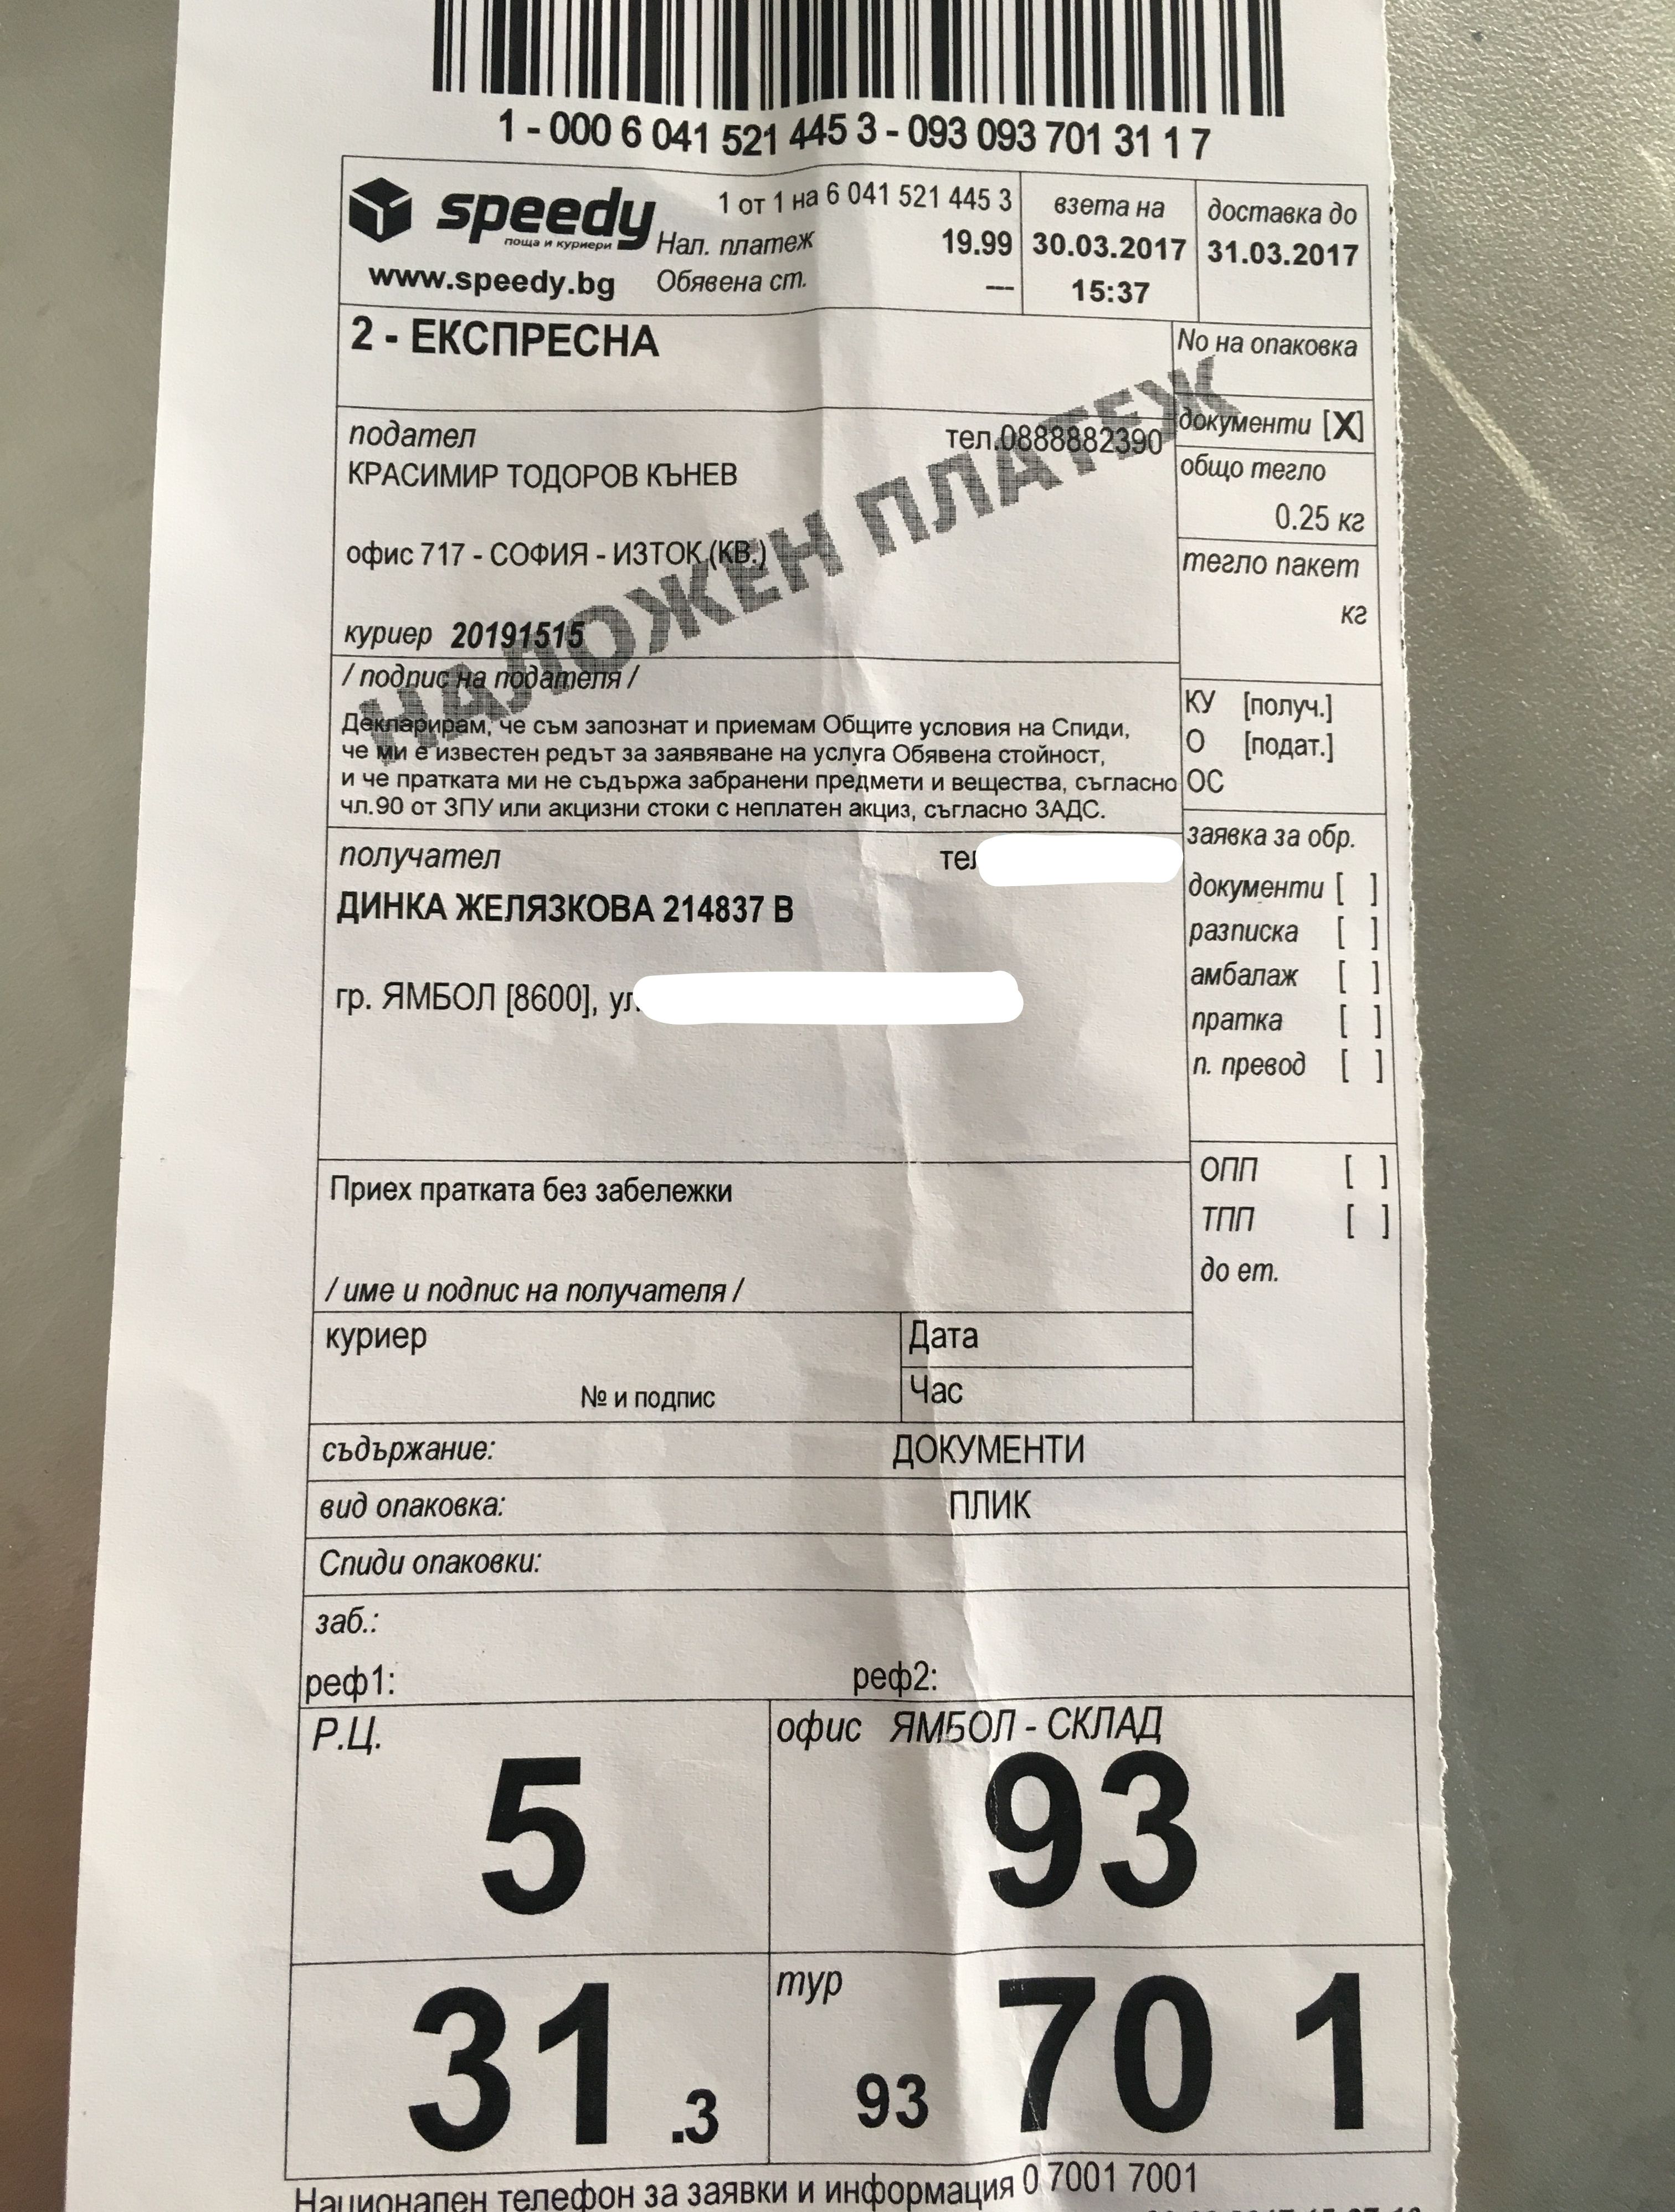 1 - 000 6 041 521 445 3 - 093 093 701 31 1 7
speedy
поща и куриери
www.speedy.bg
1 от 1 на 6 041 521 445 3
Нал. платеж 19.99
Обявена ст. ---
взета на
30.03.2017
15:37
доставка до
31.03.2017
2 - ЕКСПРЕСНА
No на опаковка
НАЛОЖЕН ПЛАТЕЖ
подател тел.0888882390
КРАСИМИР ТОДОРОВ КЪНЕВ
офис 717 - СОФИЯ - ИЗТОК (КВ.)
куриер 20191515
документи [X]
общо тегло
0.25 кг
тегло пакет
кг
/ подпис на подателя /
Декларирам, че съм запознат и приемам Общите условия на Спиди,
че ми е известен редът за заявяване на услуга Обявена стойност,
и че пратката ми не съдържа забранени предмети и вещества, съгласно
чл.90 от ЗПУ или акцизни стоки с неплатен акциз, съгласно ЗАДС.
КУ [получ.]
О [подат.]
ОС
получател тел
ДИНКА ЖЕЛЯЗКОВА 214837 В
гр. ЯМБОЛ [8600], ул.
заявка за обр.
документи [ ]
разписка [ ]
амбалаж [ ]
пратка [ ]
п. превод [ ]
Приех пратката без забележки
/ име и подпис на получателя /
ОПП [ ]
ТПП [ ]
до ет.
куриер
№ и подпис
Дата
Час
съдържание: ДОКУМЕНТИ
вид опаковка: ПЛИК
Спиди опаковки:
заб.:
реф1: реф2:
Р.Ц.
5
офис ЯМБОЛ - СКЛАД
93
31 .3
тур
93 70 1
Национален телефон за заявки и информация 0 7001 7001